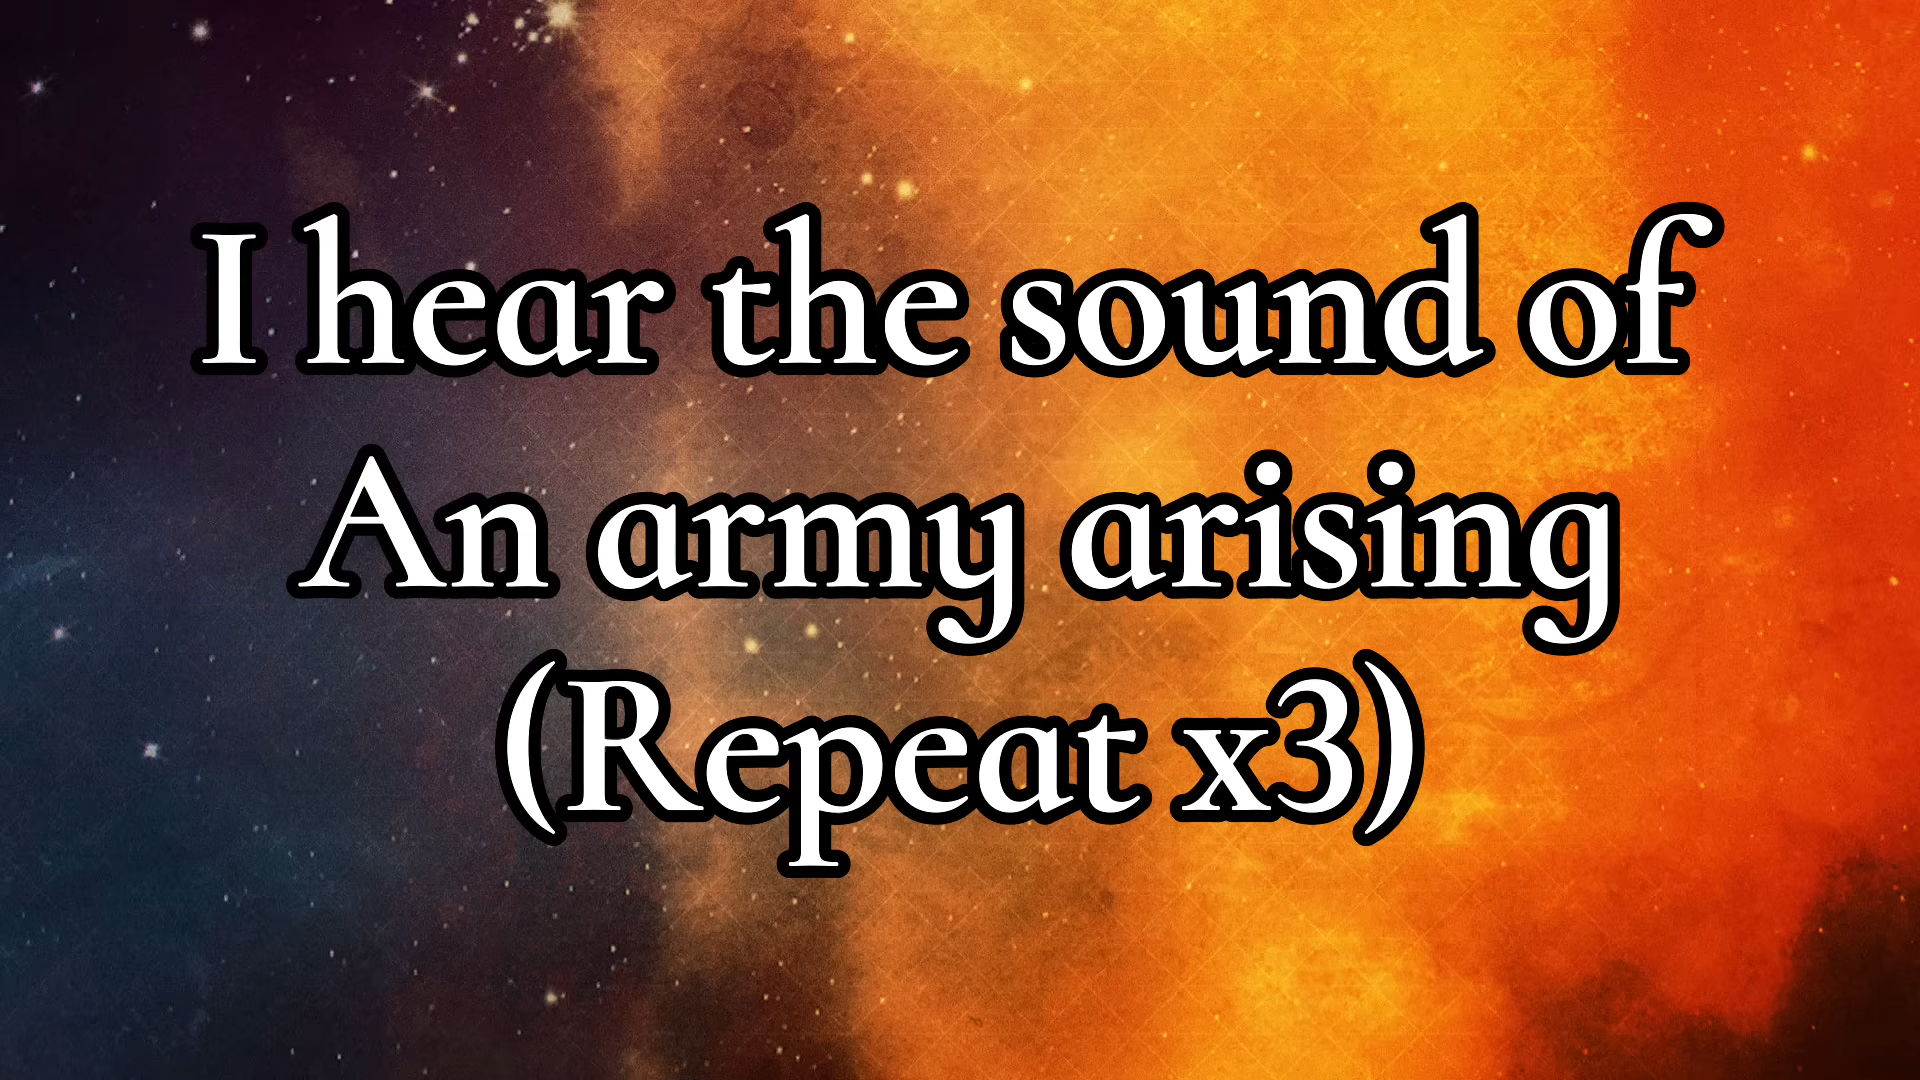 I hear the sound of
An army arising
(Repeat x3)